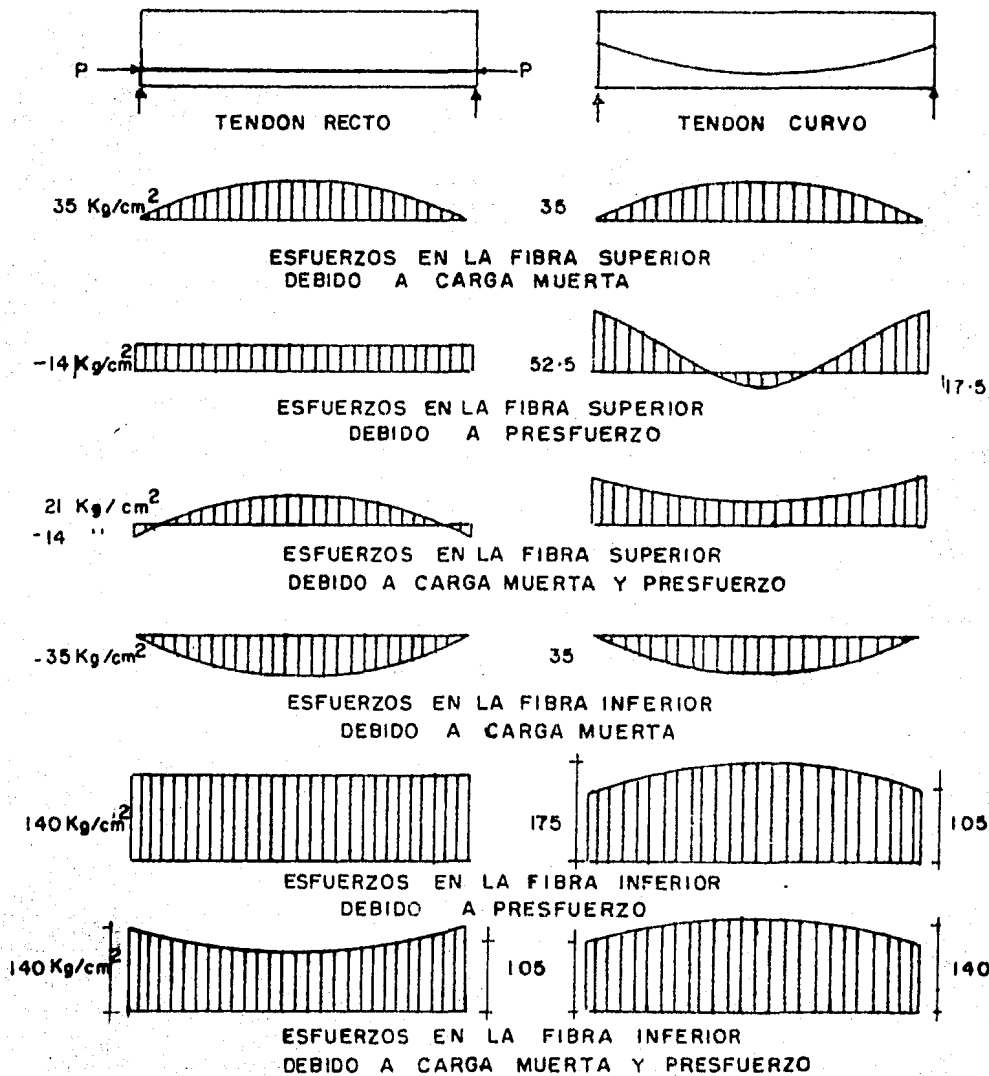 P P
TENDON RECTO TENDON CURVO
35 Kg/cm² 35
ESFUERZOS EN LA FIBRA SUPERIOR
DEBIDO A CARGA MUERTA
-14 Kg/cm² 52.5 17.5
ESFUERZOS EN LA FIBRA SUPERIOR
DEBIDO A PRESFUERZO
21 Kg/cm²
-14 "
ESFUERZOS EN LA FIBRA SUPERIOR
DEBIDO A CARGA MUERTA Y PRESFUERZO
-35 Kg/cm² 35
ESFUERZOS EN LA FIBRA INFERIOR
DEBIDO A CARGA MUERTA
140 Kg/cm² 175 105
ESFUERZOS EN LA FIBRA INFERIOR
DEBIDO A PRESFUERZO
140 Kg/cm² 105 140
ESFUERZOS EN LA FIBRA INFERIOR
DEBIDO A CARGA MUERTA Y PRESFUERZO